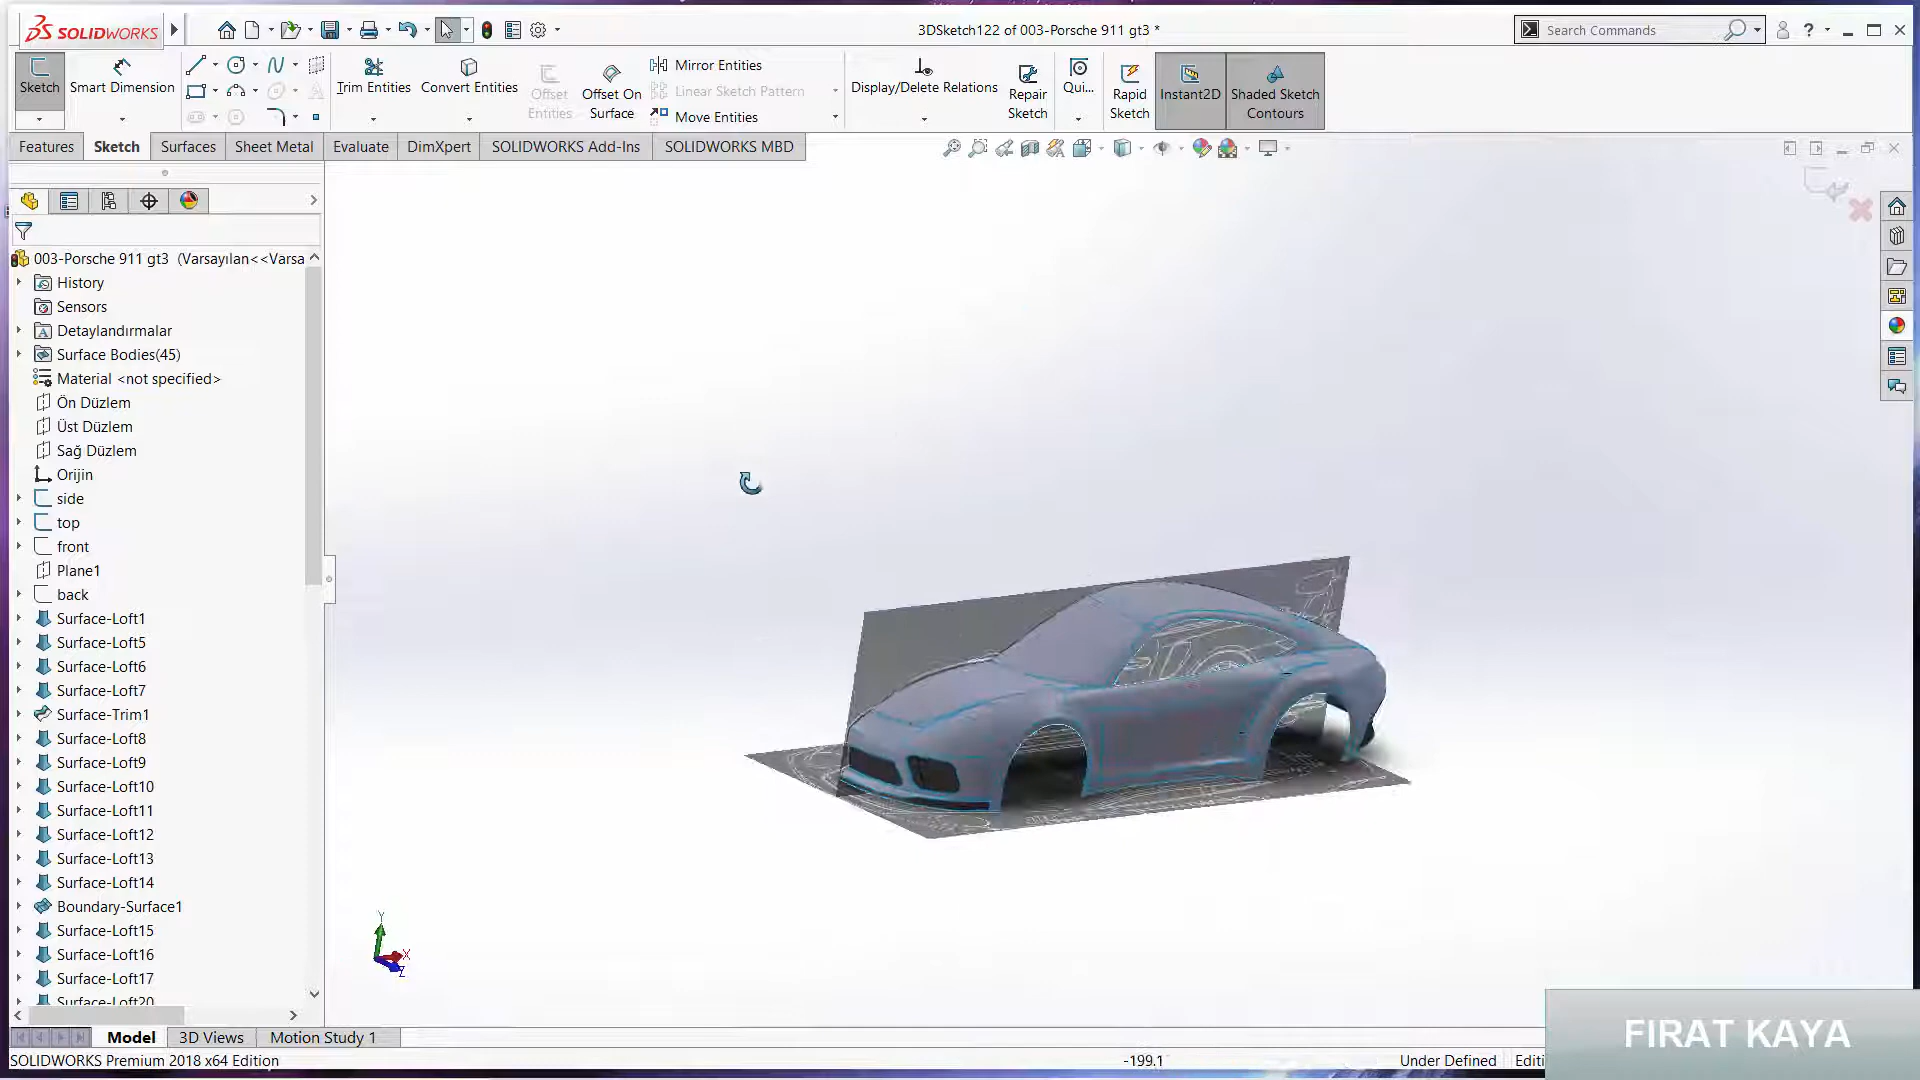 SOLIDWORKS
3DSketch122 of 003-Porsche 911 gt3 *
Search Commands
?
Sketch
Smart Dimension
Trim Entities
Convert Entities
Offset Entities
Offset On Surface
Mirror Entities
Linear Sketch Pattern
Move Entities
Display/Delete Relations
Repair Sketch
Qui...
Rapid Sketch
Instant2D
Shaded Sketch Contours
Features
Sketch
Surfaces
Sheet Metal
Evaluate
DimXpert
SOLIDWORKS Add-Ins
SOLIDWORKS MBD
003-Porsche 911 gt3 (Varsayılan<<Varsa
History
Sensors
Detaylandırmalar
Surface Bodies(45)
Material <not specified>
Ön Düzlem
Üst Düzlem
Sağ Düzlem
Orijin
side
top
front
Plane1
back
Surface-Loft1
Surface-Loft5
Surface-Loft6
Surface-Loft7
Surface-Trim1
Surface-Loft8
Surface-Loft9
Surface-Loft10
Surface-Loft11
Surface-Loft12
Surface-Loft13
Surface-Loft14
Boundary-Surface1
Surface-Loft15
Surface-Loft16
Surface-Loft17
Surface-Loft20
Y
X
Z
Model
3D Views
Motion Study 1
SOLIDWORKS Premium 2018 x64 Edition
-199.1
Under Defined
Editi
FIRAT KAYA